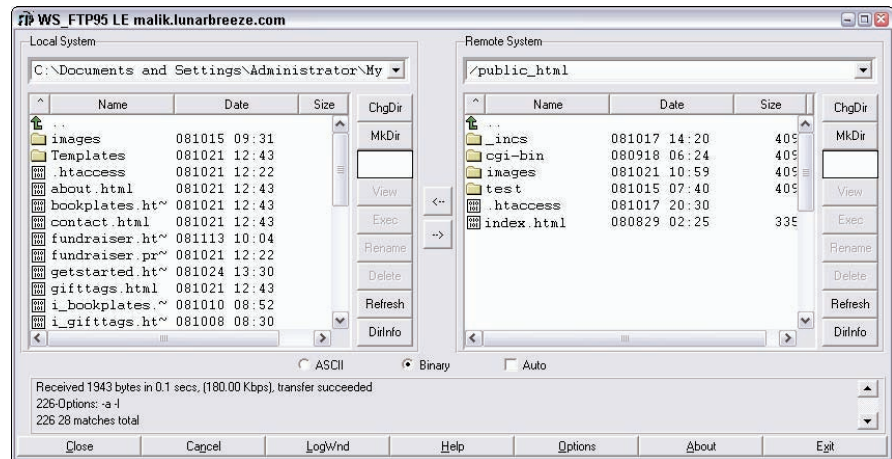 WS_FTP95 LE malik.lunarbreeze.com
Local System
C:\Documents and Settings\Administrator\My
^ Name Date Size
..
images 081015 09:31
Templates 081021 12:43
.htaccess 081021 12:22
about.html 081021 12:43
bookplates.ht~ 081021 12:43
contact.html 081021 12:43
fundraiser.ht~ 081113 10:04
fundraiser.pr~ 081021 12:22
getstarted.ht~ 081024 13:30
gifttags.html 081021 12:43
i_bookplates.~ 081010 08:52
i_gifttags.ht~ 081008 08:30
ChgDir
MkDir
View
Exec
Rename
Delete
Refresh
DirInfo
<--
-->
Remote System
/public_html
^ Name Date Size
..
_incs 081017 14:20 409
cgi-bin 080918 06:24 409
images 081021 10:59 409
test 081015 07:40 409
.htaccess 081017 20:30
index.html 080829 02:25 335
ChgDir
MkDir
View
Exec
Rename
Delete
Refresh
DirInfo
ASCII Binary Auto
Received 1943 bytes in 0.1 secs, (180.00 Kbps), transfer succeeded
226-Options: -a -l
226 28 matches total
Close Cancel LogWnd Help Options About Exit